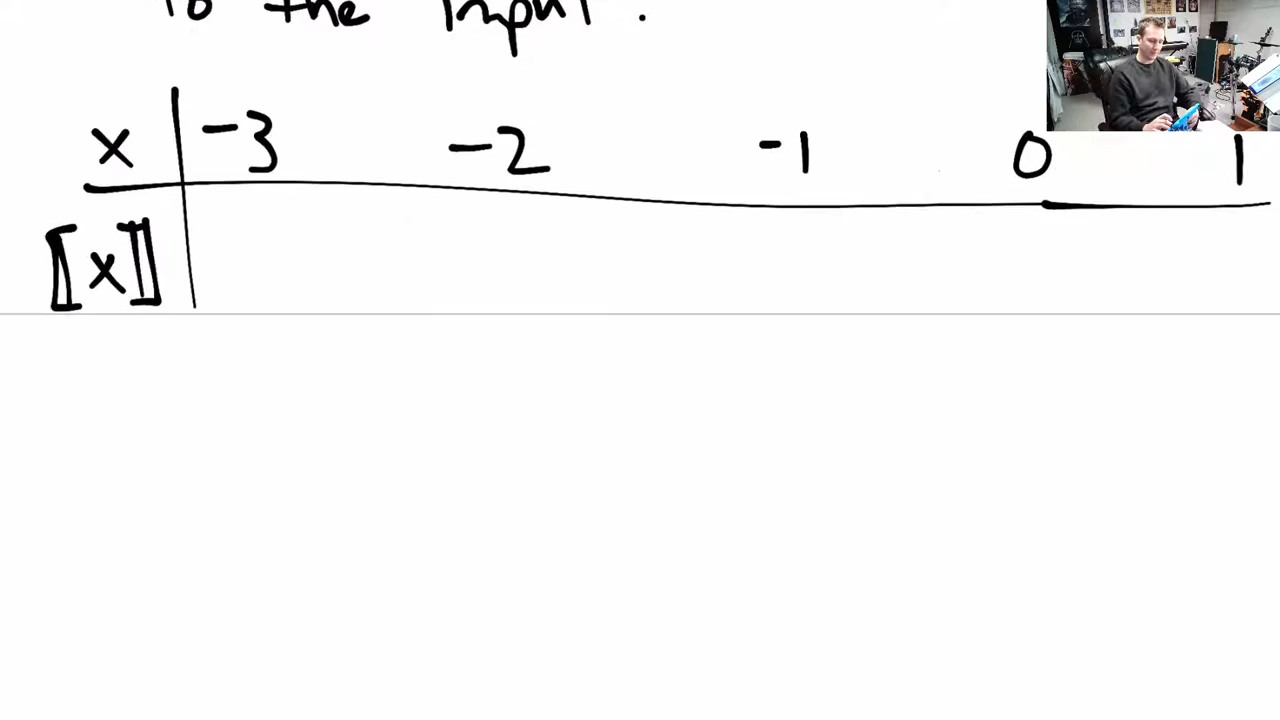 to the input.
x -3 -2 -1 0 1
⟦x⟧